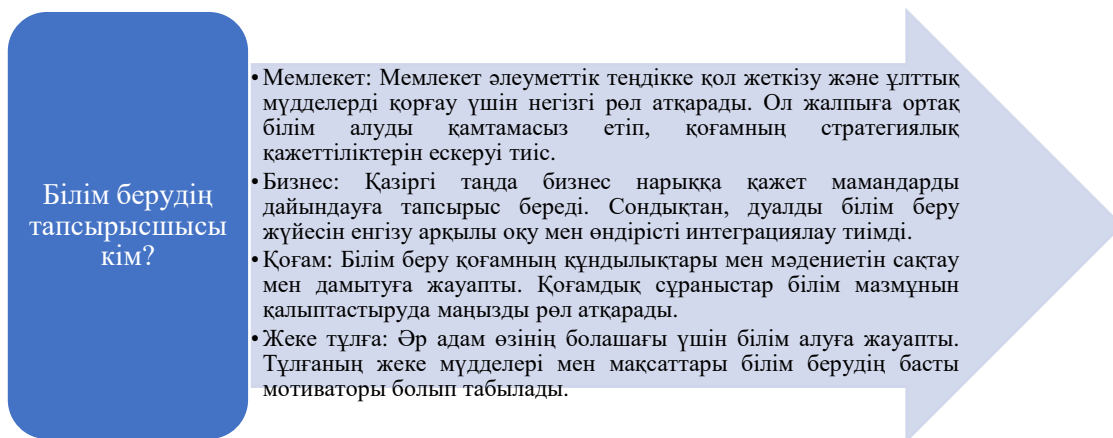 Білім берудің
тапсырысшысы
кім?
•Мемлекет: Мемлекет әлеуметтік теңдікке қол жеткізу және ұлттық
мүдделерді қорғау үшін негізгі рөл атқарады. Ол жалпыға ортақ
білім алуды қамтамасыз етіп, қоғамның стратегиялық
қажеттіліктерін ескеруі тиіс.
•Бизнес: Қазіргі таңда бизнес нарыққа қажет мамандарды
дайындауға тапсырыс береді. Сондықтан, дуалды білім беру
жүйесін енгізу арқылы оқу мен өндірісті интеграциялау тиімді.
•Қоғам: Білім беру қоғамның құндылықтары мен мәдениетін сақтау
мен дамытуға жауапты. Қоғамдық сұраныстар білім мазмұнын
қалыптастыруда маңызды рөл атқарады.
•Жеке тұлға: Әр адам өзінің болашағы үшін білім алуға жауапты.
Тұлғаның жеке мүдделері мен мақсаттары білім берудің басты
мотиваторы болып табылады.